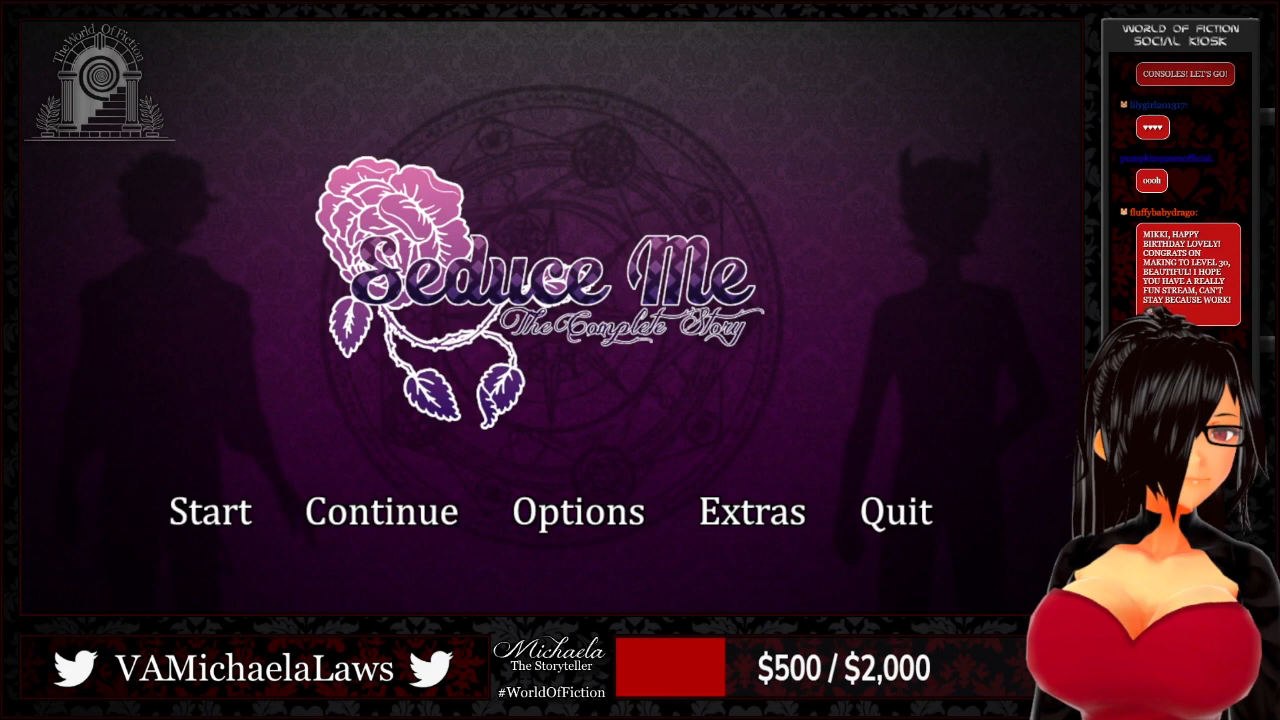 The World Of Fiction
WORLD OF FICTION
SOCIAL KIOSK
CONSOLES! LET'S GO!
lilygirl201317:
♥♥♥♥
oooh
fluffybabydrago:
MIKKI, HAPPY
BIRTHDAY LOVELY!
CONGRATS ON
MAKING TO LEVEL 30,
BEAUTIFUL! I HOPE
YOU HAVE A REALLY
FUN STREAM, CAN'T
STAY BECAUSE WORK!
Seduce Me
The Complete Story
Start Continue Options Extras Quit
VAMichaelaLaws
Michaela
The Storyteller
#WorldOfFiction
$500 / $2,000